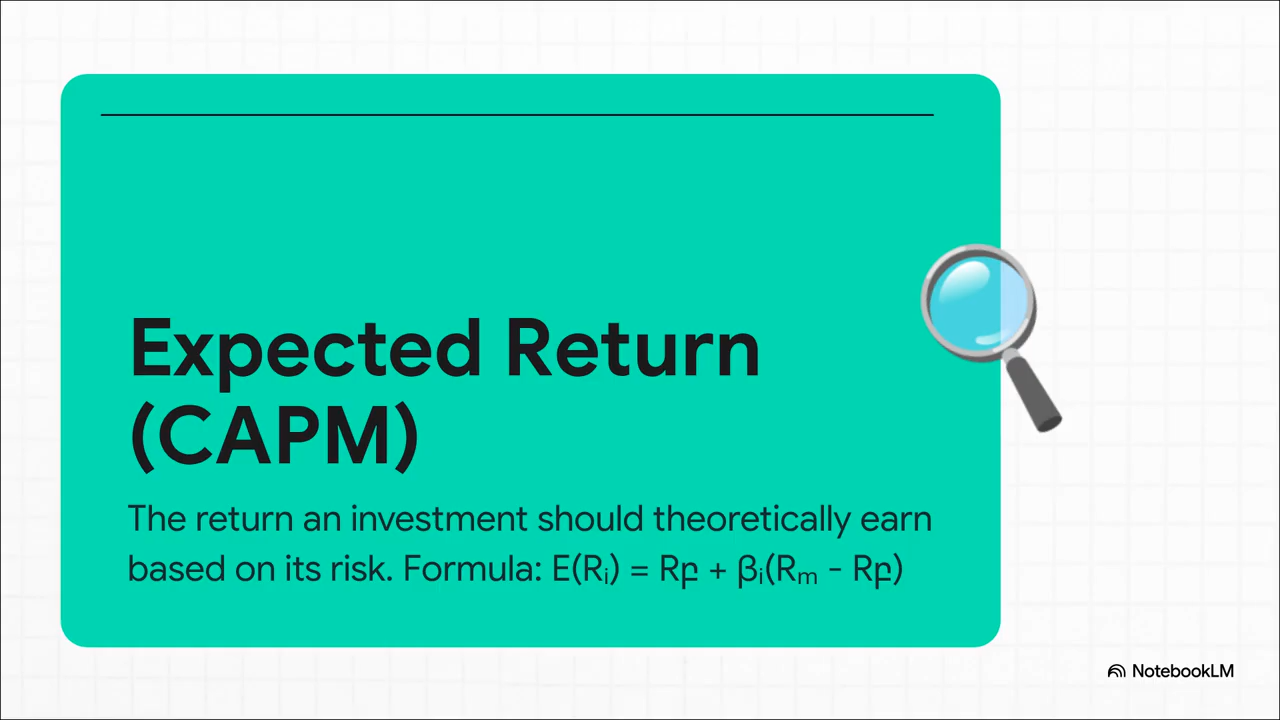 Expected Return
(CAPM)
The return an investment should theoretically earn
based on its risk. Formula: E(Rᵢ) = Rբ + βᵢ(Rₘ - Rբ)
NotebookLM